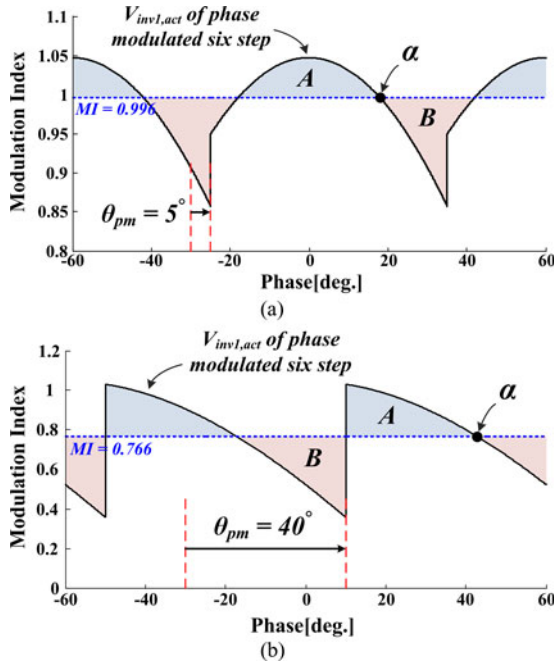 V_inv1,act of phase
modulated six step
α
1.1
1.05
1
0.95
0.9
0.85
0.8
Modulation Index
A
B
MI = 0.996
θ_pm = 5°
-60
-40
-20
0
20
40
60
Phase[deg.]
(a)
V_inv1,act of phase
modulated six step
α
1.2
1
0.8
0.6
0.4
0.2
0
Modulation Index
A
B
MI = 0.766
θ_pm = 40°
-60
-40
-20
0
20
40
60
Phase[deg.]
(b)